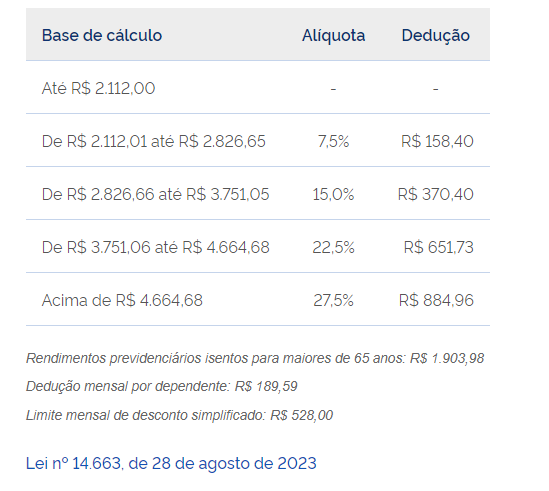 Base de cálculo Alíquota Dedução
Até R$ 2.112,00 - -
De R$ 2.112,01 até R$ 2.826,65 7,5% R$ 158,40
De R$ 2.826,66 até R$ 3.751,05 15,0% R$ 370,40
De R$ 3.751,06 até R$ 4.664,68 22,5% R$ 651,73
Acima de R$ 4.664,68 27,5% R$ 884,96
Rendimentos previdenciários isentos para maiores de 65 anos: R$ 1.903,98
Dedução mensal por dependente: R$ 189,59
Limite mensal de desconto simplificado: R$ 528,00
Lei nº 14.663, de 28 de agosto de 2023